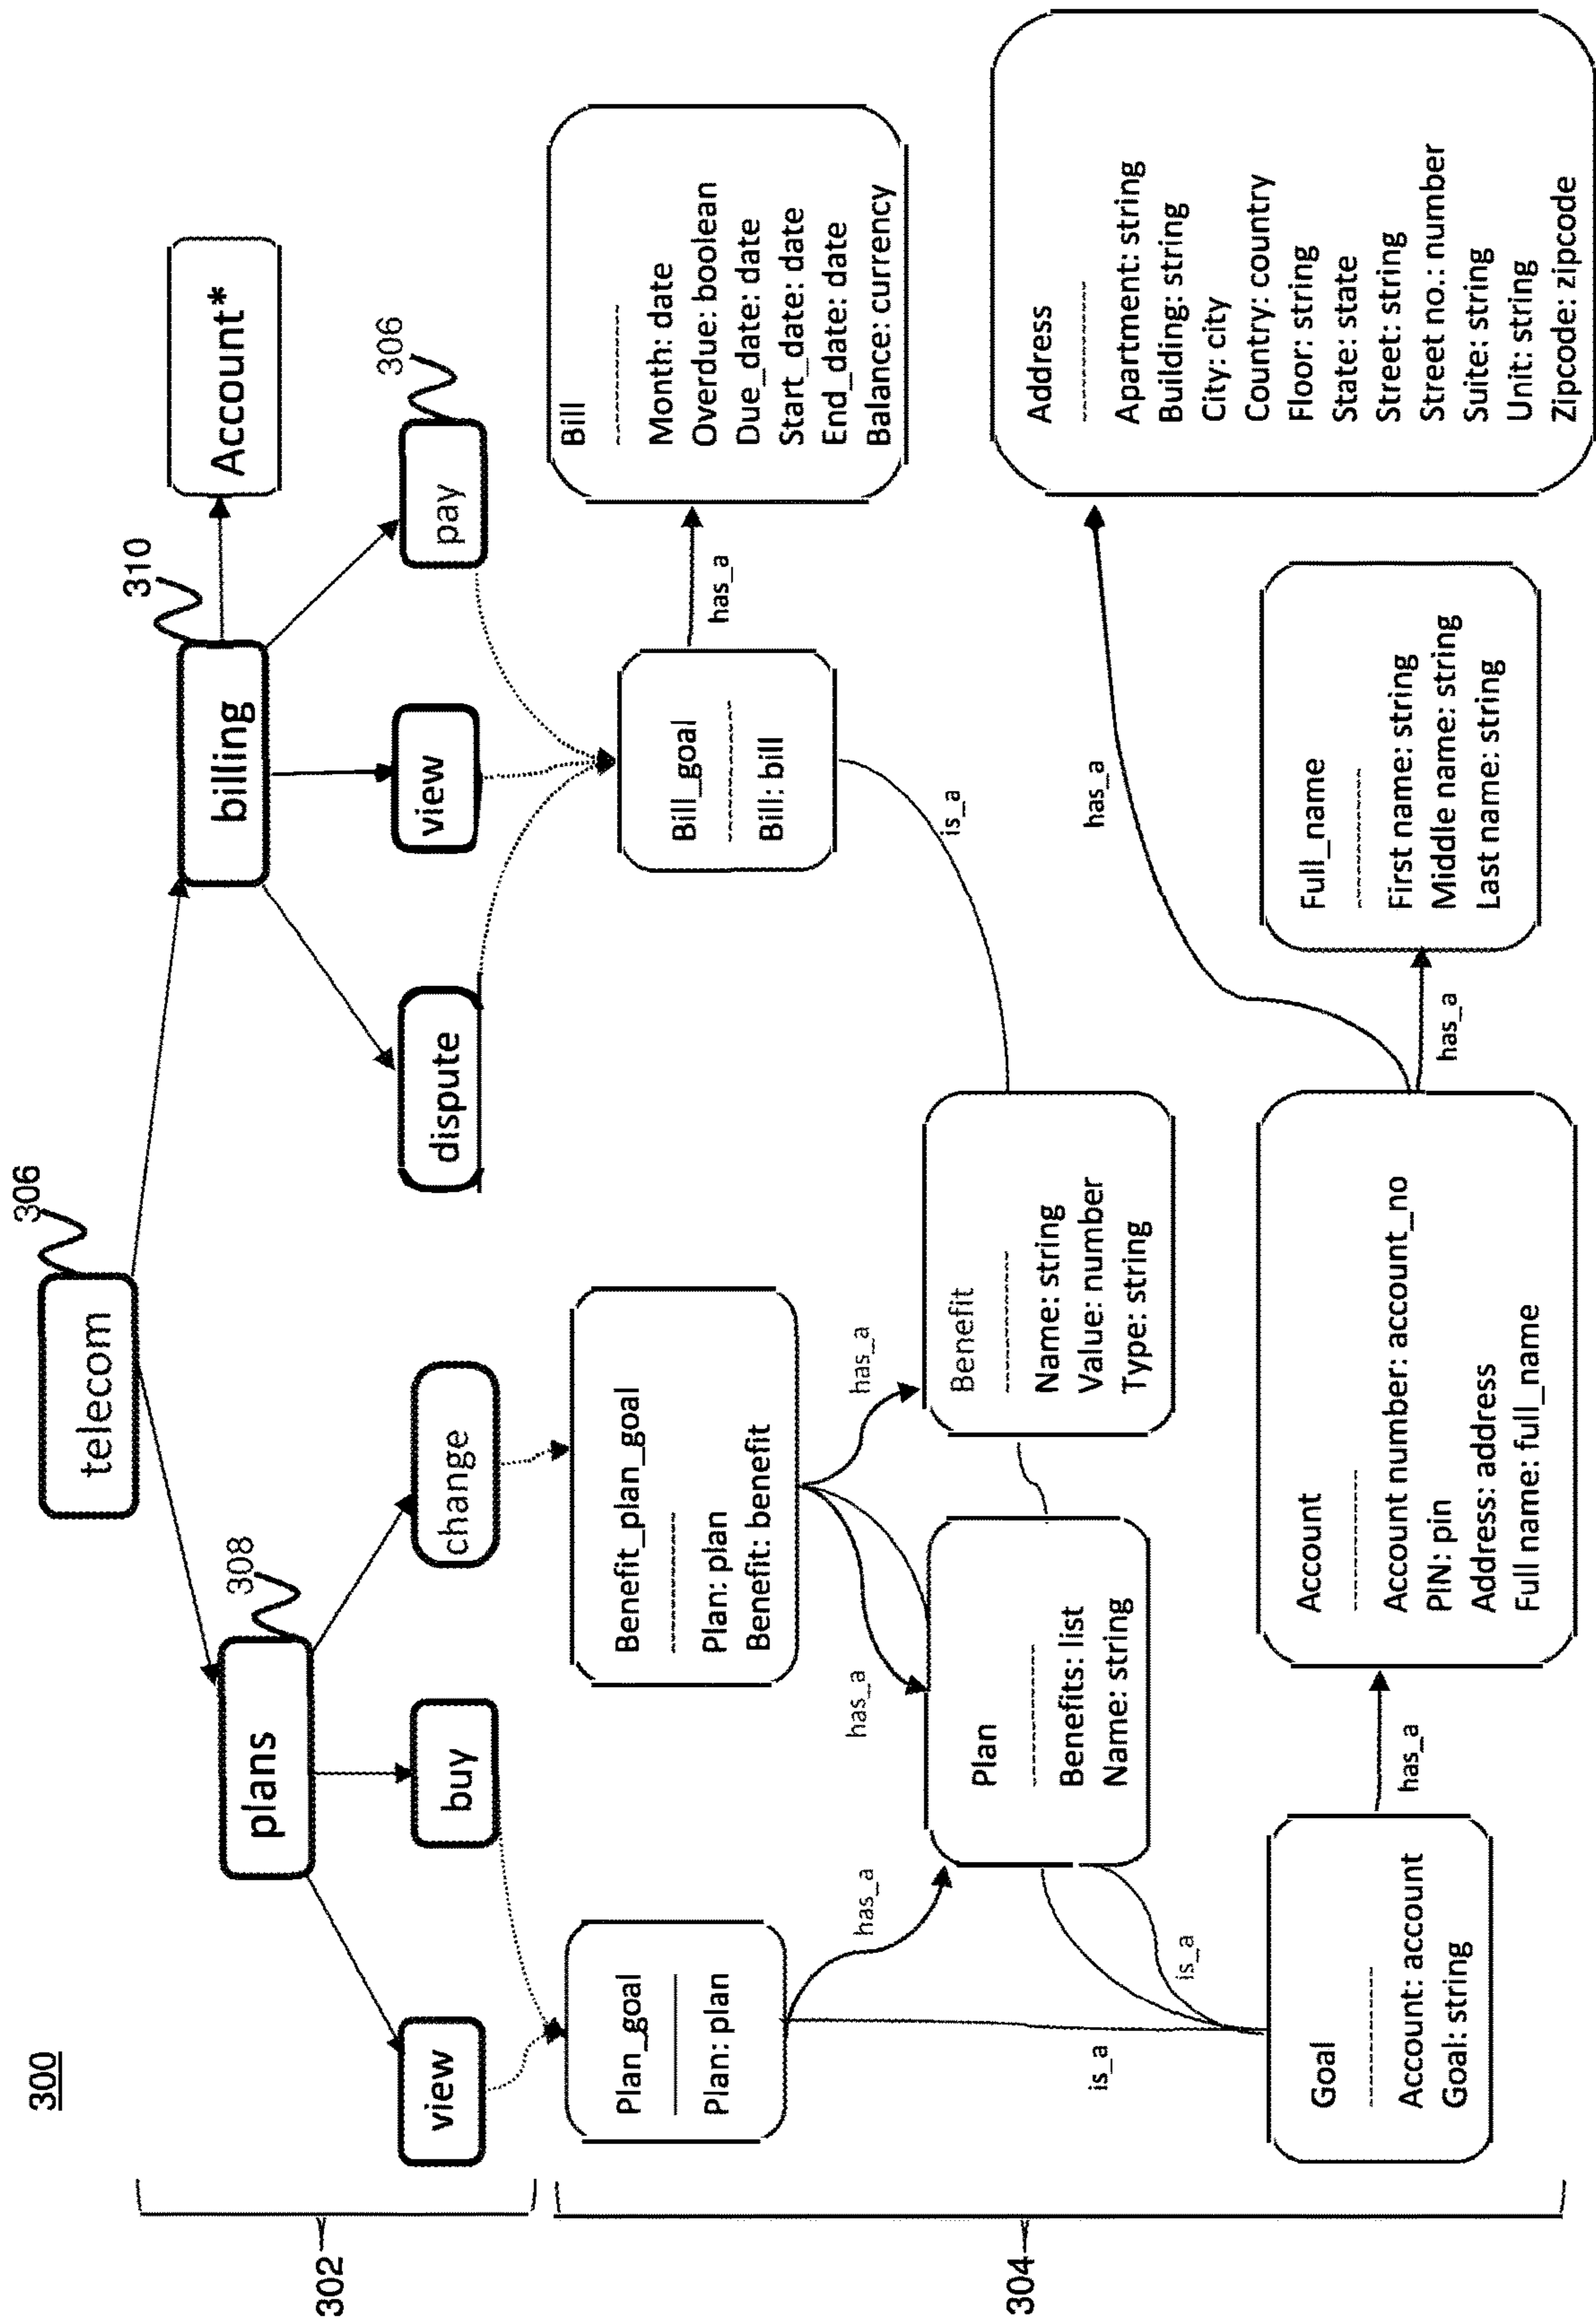 300
306
telecom
308
310
plans
billing
Account*
302
306
view
buy
change
dispute
view
pay
Plan_goal
Plan: plan
Benefit_plan_goal
Plan: plan
Benefit: benefit
Bill_goal
Bill: bill
has_a
Bill
Month: date
Overdue: boolean
Due_date: date
Start_date: date
End_date: date
Balance: currency
has_a
has_a
has_a
304
Plan
Benefits: list
Name: string
Benefit
Name: string
Value: number
Type: string
is_a
is_a
is_a
has_a
Goal
Account: account
Goal: string
has_a
Account
Account number: account_no
PIN: pin
Address: address
Full name: full_name
has_a
Full_name
First name: string
Middle name: string
Last name: string
Address
Apartment: string
Building: string
City: city
Country: country
Floor: string
State: state
Street: string
Street no.: number
Suite: string
Unit: string
Zipcode: zipcode